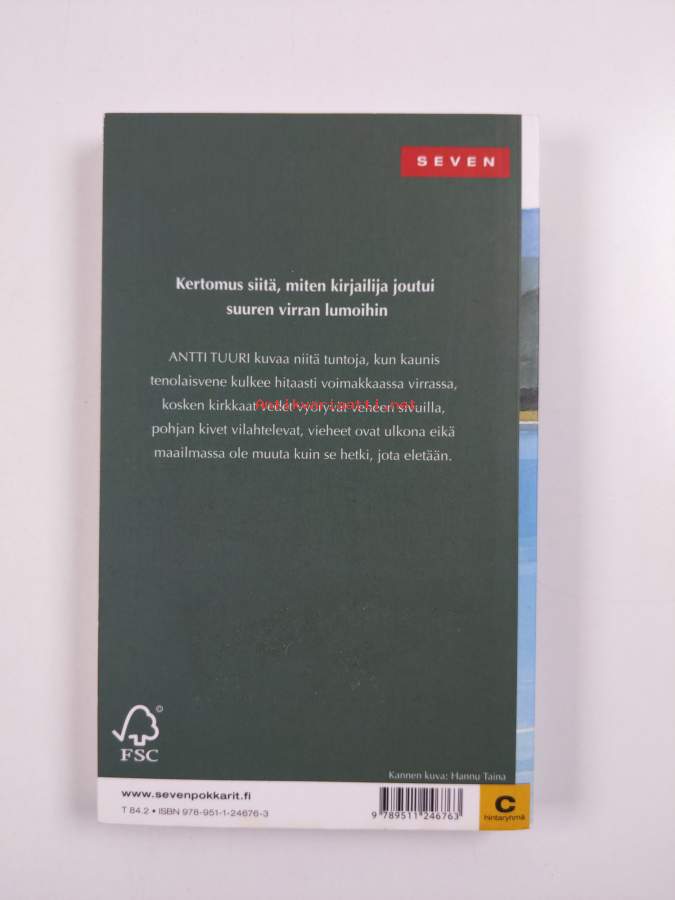 SEVEN
Kertomus siitä, miten kirjailija joutui
suuren virran lumoihin
ANTTI TUURI kuvaa niitä tuntoja, kun kaunis
tenolaisvene kulkee hitaasti voimakkaassa virrassa,
kosken kirkkaat vedet vyöryvät veneen sivuilla,
Antikvariaatti.net
pohjan kivet vilahtelevat, vieheet ovat ulkona eikä
maailmassa ole muuta kuin se hetki, jota eletään.
©
FSC
Kannen kuva: Hannu Taina
www.sevenpokkarit.fi
T 84.2 • ISBN 978-951-1-24676-3
9 789511 246763
C
hintaryhmä